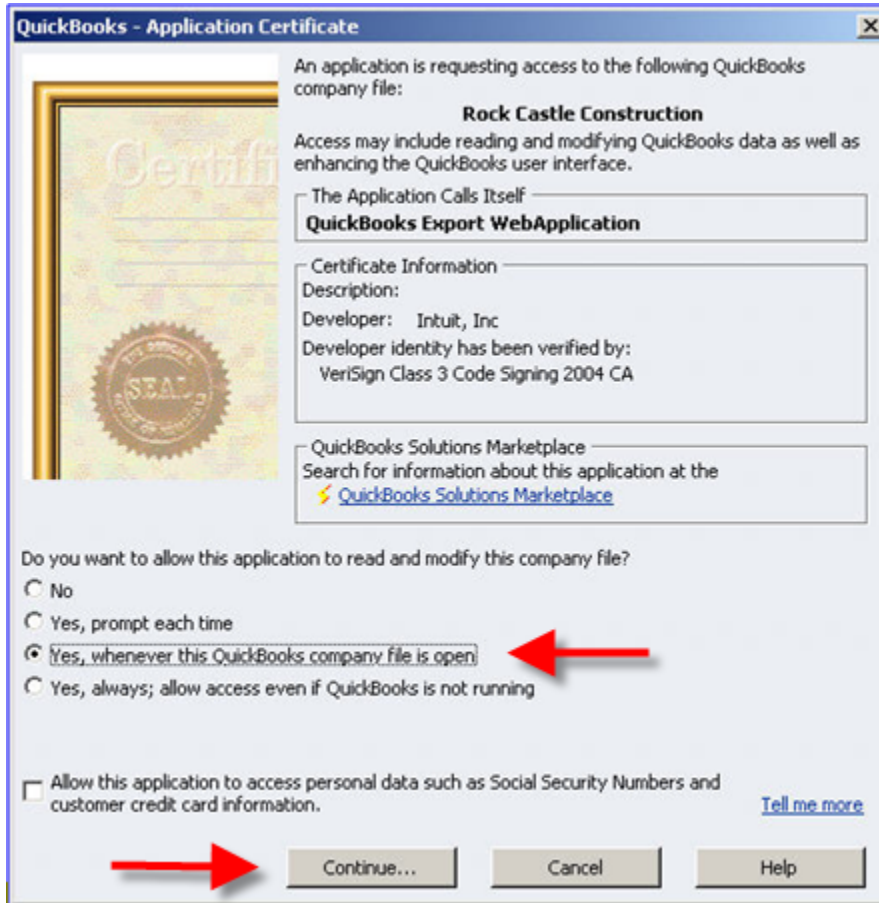 QuickBooks - Application Certificate
An application is requesting access to the following QuickBooks
company file:
Rock Castle Construction
Access may include reading and modifying QuickBooks data as well as
enhancing the QuickBooks user interface.
The Application Calls Itself
QuickBooks Export WebApplication
Certificate Information
Description:
Developer: Intuit, Inc
Developer identity has been verified by:
VeriSign Class 3 Code Signing 2004 CA
QuickBooks Solutions Marketplace
Search for information about this application at the
QuickBooks Solutions Marketplace
Certifi
SEAL
Do you want to allow this application to read and modify this company file?
No
Yes, prompt each time
Yes, whenever this QuickBooks company file is open
Yes, always; allow access even if QuickBooks is not running
Allow this application to access personal data such as Social Security Numbers and
customer credit card information.
Tell me more
Continue...
Cancel
Help